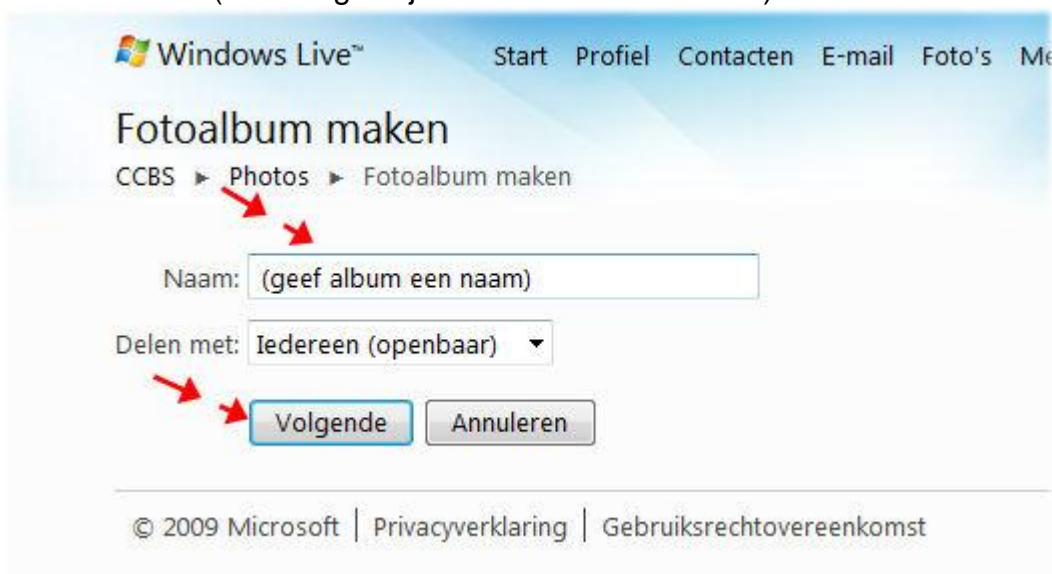 Windows Live™ Start Profiel Contacten E-mail Foto's
Fotoalbum maken
CCBS ► Photos ► Fotoalbum maken
Naam: (geef album een naam)
Delen met: Iedereen (openbaar)
Volgende Annuleren
© 2009 Microsoft | Privacyverklaring | Gebruiksrechtovereenkomst